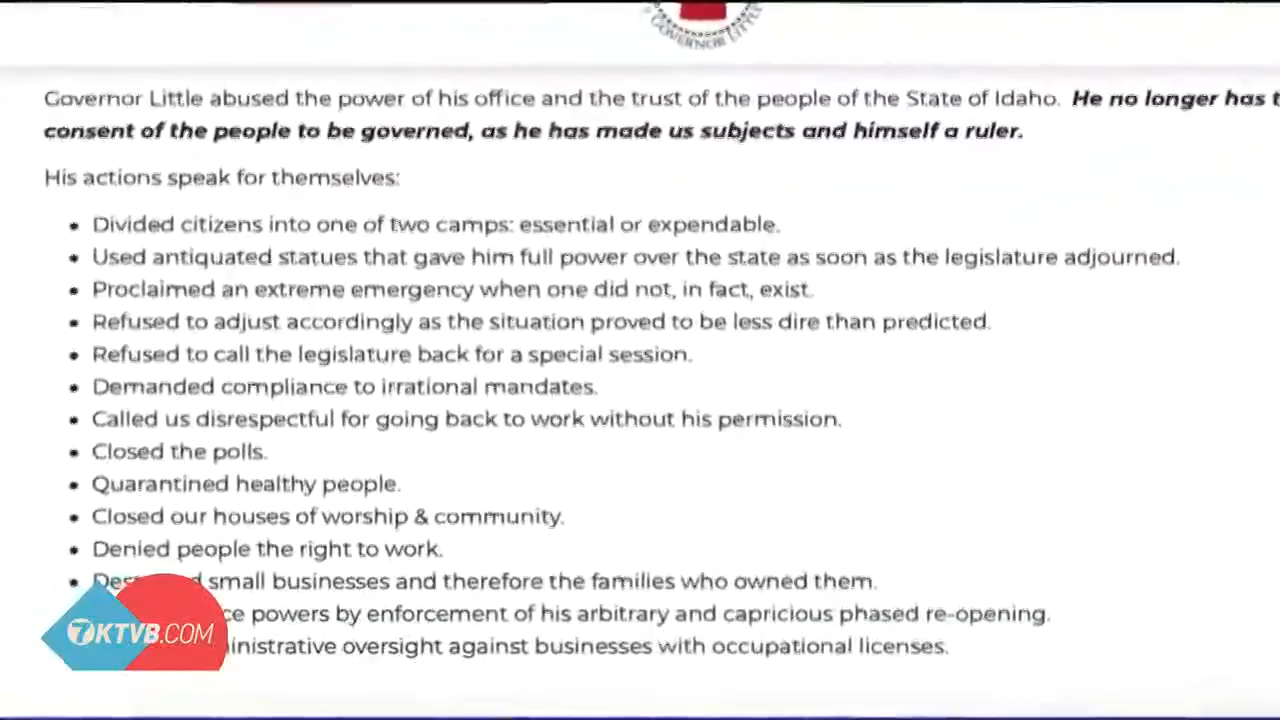 GOVERNOR LITTLE
Governor Little abused the power of his office and the trust of the people of the State of Idaho. He no longer has
consent of the people to be governed, as he has made us subjects and himself a ruler.
His actions speak for themselves:
• Divided citizens into one of two camps: essential or expendable.
• Used antiquated statues that gave him full power over the state as soon as the legislature adjourned.
• Proclaimed an extreme emergency when one did not, in fact, exist.
• Refused to adjust accordingly as the situation proved to be less dire than predicted.
• Refused to call the legislature back for a special session.
• Demanded compliance to irrational mandates.
• Called us disrespectful for going back to work without his permission.
• Closed the polls.
• Quarantined healthy people.
• Closed our houses of worship & community.
• Denied people the right to work.
• small businesses and therefore the families who owned them.
powers by enforcement of his arbitrary and capricious phased re-opening.
oversight against businesses with occupational licenses.
7KTVB.COM